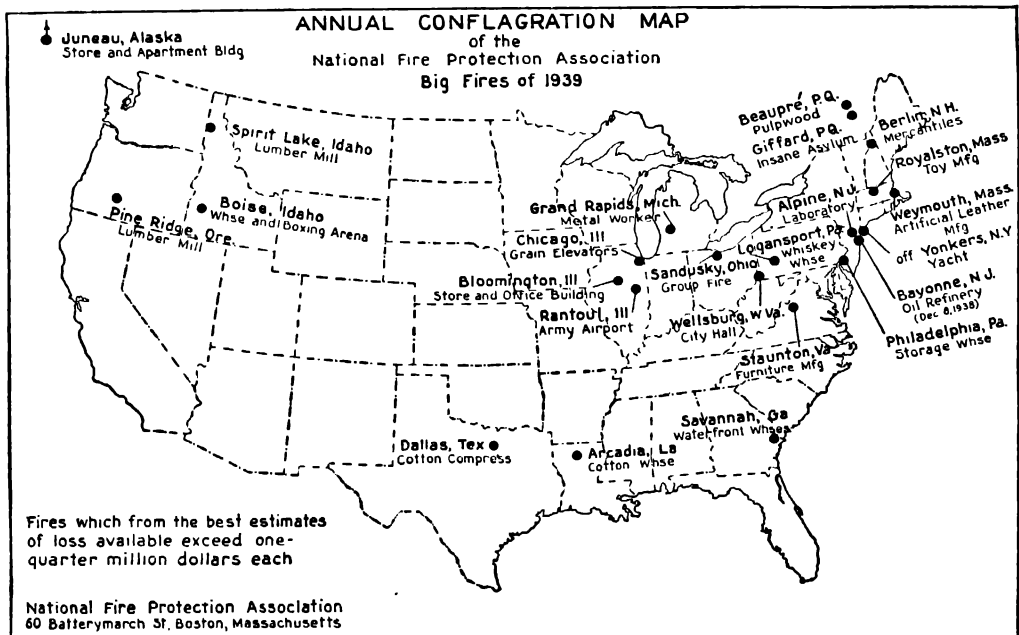 ANNUAL CONFLAGRATION MAP
of the
National Fire Protection Association
Big Fires of 1939
Juneau, Alaska
Store and Apartment Bldg
Spirit Lake, Idaho
Lumber Mill
Boise, Idaho
Whse and Boxing Arena
Pine Ridge, Ore.
Lumber Mill
Beaupré, P.Q.
Pulpwood
Giffard, P.Q.
Insane Asylum
Berlin, N H.
Mercantiles
Royalston, Mass
Toy Mfg
Grand Rapids, Mich.
Metal Worker
Alpine, N.J.
Laboratory
Weymouth, Mass.
Artificial Leather
Mfg
Chicago, Ill
Grain Elevators
Logansport, Pa
Whiskey
Whse
off Yonkers, N.Y
Yacht
Bloomington, Ill
Store and Office Building
Sandusky, Ohio
Group Fire
Bayonne, N J.
Oil Refinery
(Dec 8, 1938)
Rantoul, Ill
Army Airport
Wellsburg, W Va.
City Hall
Philadelphia, Pa.
Storage Whse
Staunton, Va
Furniture Mfg
Savannah, Ga
Waterfront Whses
Dallas, Tex
Cotton Compress
Arcadia, La
Cotton Whse
Fires which from the best estimates
of loss available exceed one-
quarter million dollars each
National Fire Protection Association
60 Batterymarch St, Boston, Massachusetts